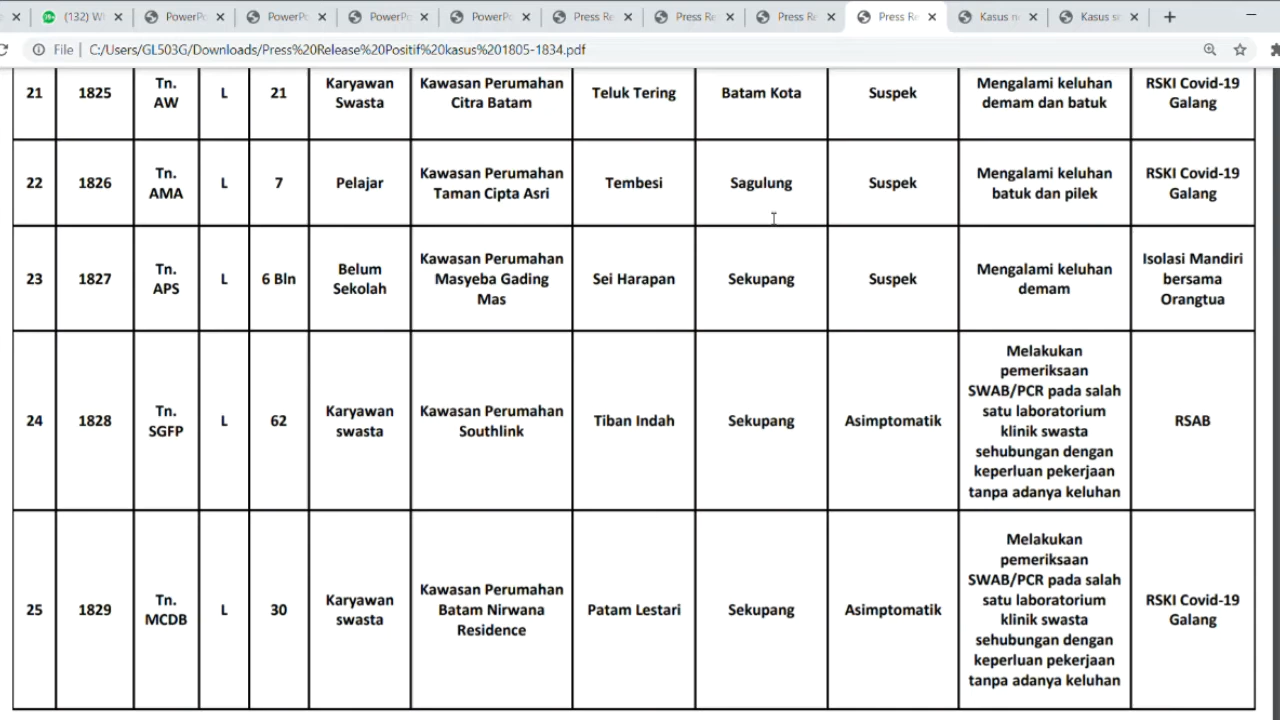 (132) W
PowerP
PowerP
PowerP
PowerP
Press Re
Press Re
Press Re
Press Re
Kasus
Kasus
File | C:/Users/GL503G/Downloads/Press%20Release%20Positif%20kasus%201805-1834.pdf
21
1825
Tn.
AW
L
21
Karyawan
Swasta
Kawasan Perumahan
Citra Batam
Teluk Tering
Batam Kota
Suspek
Mengalami keluhan
demam dan batuk
RSKI Covid-19
Galang
22
1826
Tn.
AMA
L
7
Pelajar
Kawasan Perumahan
Taman Cipta Asri
Tembesi
Sagulung
Suspek
Mengalami keluhan
batuk dan pilek
RSKI Covid-19
Galang
23
1827
Tn.
APS
L
6 Bln
Belum
Sekolah
Kawasan Perumahan
Masyeba Gading
Mas
Sei Harapan
Sekupang
Suspek
Mengalami keluhan
demam
Isolasi Mandiri
bersama
Orangtua
24
1828
Tn.
SGFP
L
62
Karyawan
swasta
Kawasan Perumahan
Southlink
Tiban Indah
Sekupang
Asimptomatik
Melakukan
pemeriksaan
SWAB/PCR pada salah
satu laboratorium
klinik swasta
sehubungan dengan
keperluan pekerjaan
tanpa adanya keluhan
RSAB
25
1829
Tn.
MCDB
L
30
Karyawan
swasta
Kawasan Perumahan
Batam Nirwana
Residence
Patam Lestari
Sekupang
Asimptomatik
Melakukan
pemeriksaan
SWAB/PCR pada salah
satu laboratorium
klinik swasta
sehubungan dengan
keperluan pekerjaan
tanpa adanya keluhan
RSKI Covid-19
Galang